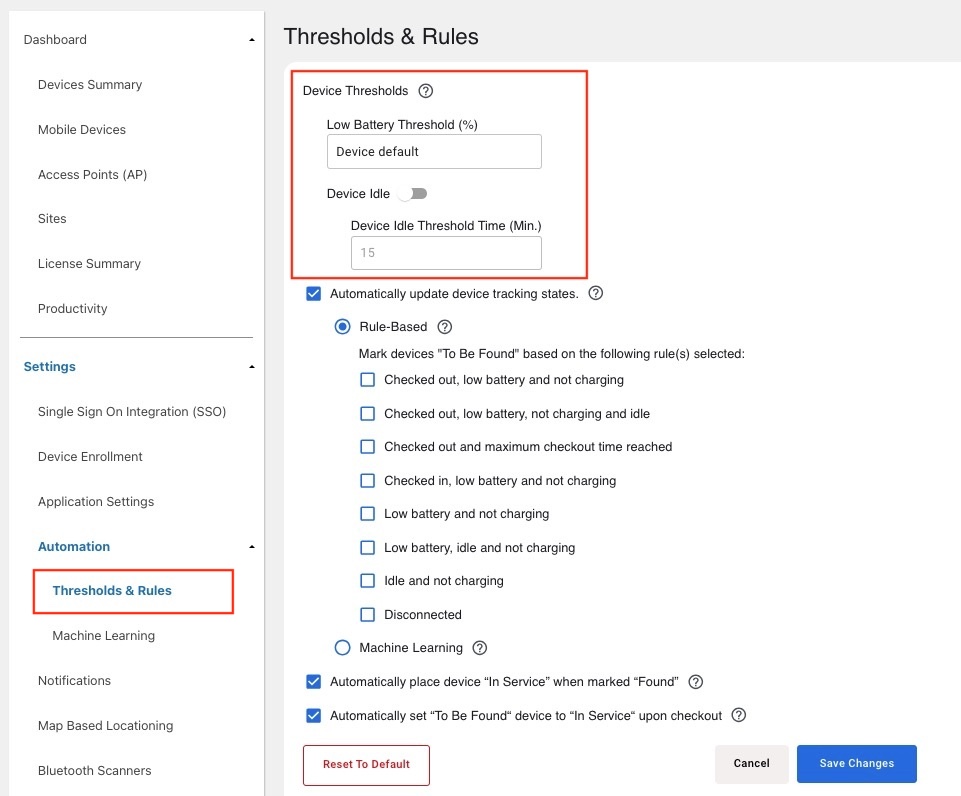 Dashboard
Devices Summary
Mobile Devices
Access Points (AP)
Sites
License Summary
Productivity
Settings
Single Sign On Integration (SSO)
Device Enrollment
Application Settings
Automation
Thresholds & Rules
Machine Learning
Notifications
Map Based Locationing
Bluetooth Scanners
Thresholds & Rules
Device Thresholds ?
Low Battery Threshold (%)
Device default
Device Idle
Device Idle Threshold Time (Min.)
15
Automatically update device tracking states. ?
Rule-Based ?
Mark devices "To Be Found" based on the following rule(s) selected:
Checked out, low battery and not charging
Checked out, low battery, not charging and idle
Checked out and maximum checkout time reached
Checked in, low battery and not charging
Low battery and not charging
Low battery, idle and not charging
Idle and not charging
Disconnected
Machine Learning ?
Automatically place device “In Service” when marked “Found” ?
Automatically set “To Be Found“ device to “In Service“ upon checkout ?
Reset To Default
Cancel
Save Changes